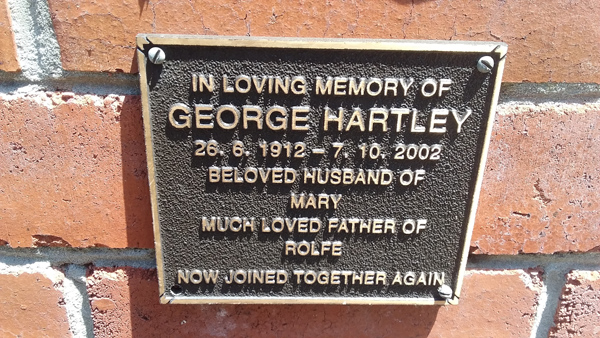 IN LOVING MEMORY OF
GEORGE HARTLEY
26. 6. 1912 – 7. 10. 2002
BELOVED HUSBAND OF
MARY
MUCH LOVED FATHER OF
ROLFE
NOW JOINED TOGETHER AGAIN